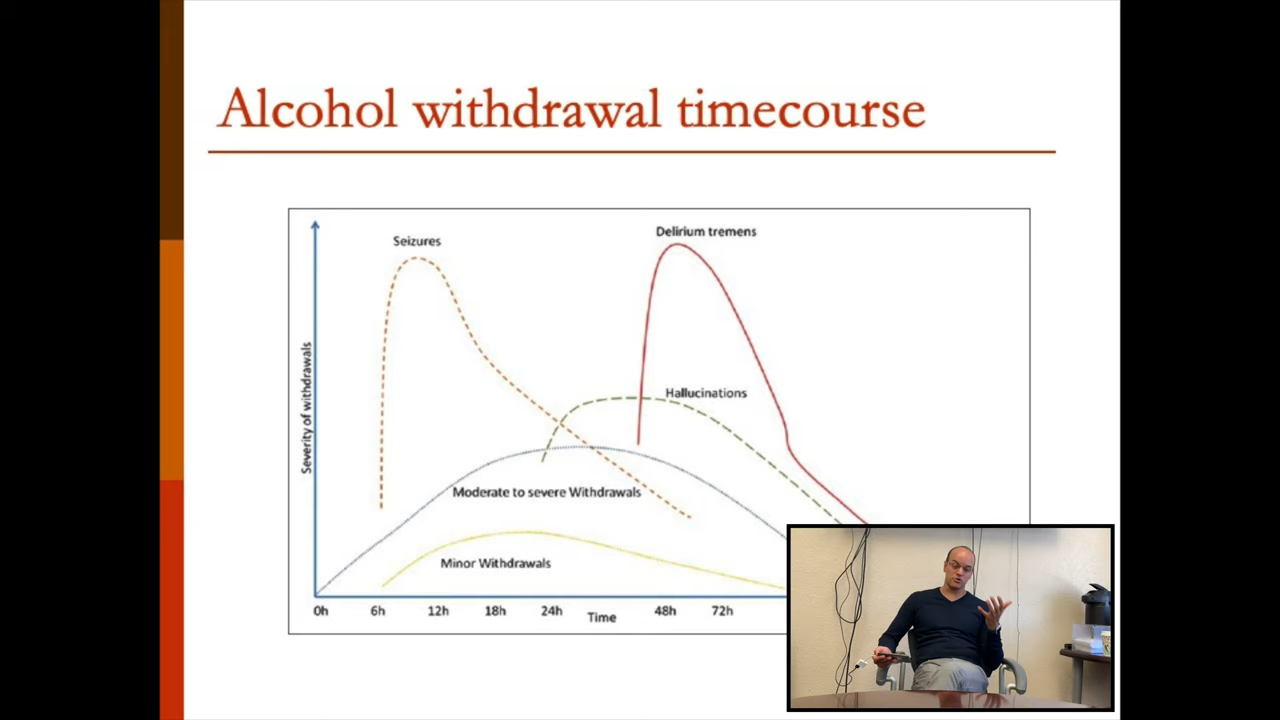 Alcohol withdrawal timecourse
Seizures
Delirium tremens
Hallucinations
Severity of withdrawals
Moderate to severe Withdrawals
Minor Withdrawals
0h 6h 12h 18h 24h 48h 72h
Time